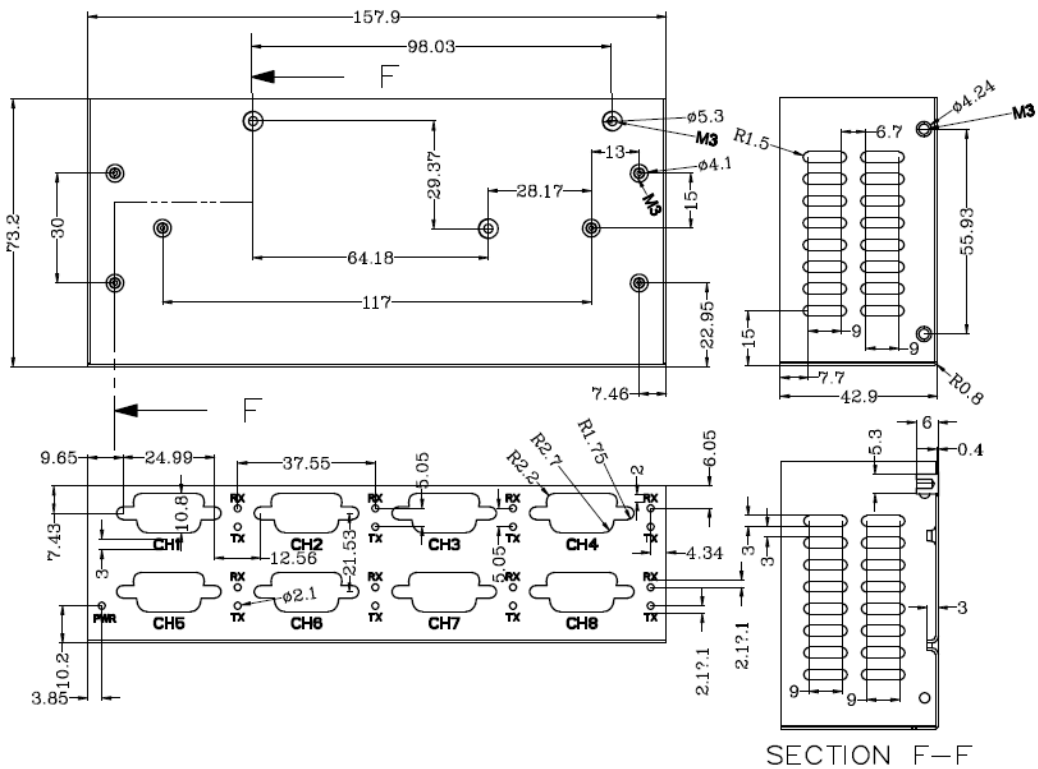 157.9
98.03
F
ø5.3
M3
13
ø4.1
M3
29.37
28.17
15
30
73.2
64.18
117
22.95
7.46
F
ø4.24
M3
R1.5
6.7
55.93
15
9
9
7.7
42.9
R0.8
9.65
24.99
37.55
5.05
R2.2
R2.7
R1.75
2
6.05
RX
RX
RX
RX
10.8
7.43
TX
TX
TX
TX
CH1
CH2
CH3
CH4
3
12.56
21.53
5.05
4.34
RX
RX
RX
RX
ø2.1
PWR
TX
TX
TX
TX
CH5
CH6
CH7
CH8
10.2
3.85
2.1?.1
2.1?.1
6
5.3
0.4
3
3
3
9
9
SECTION F-F